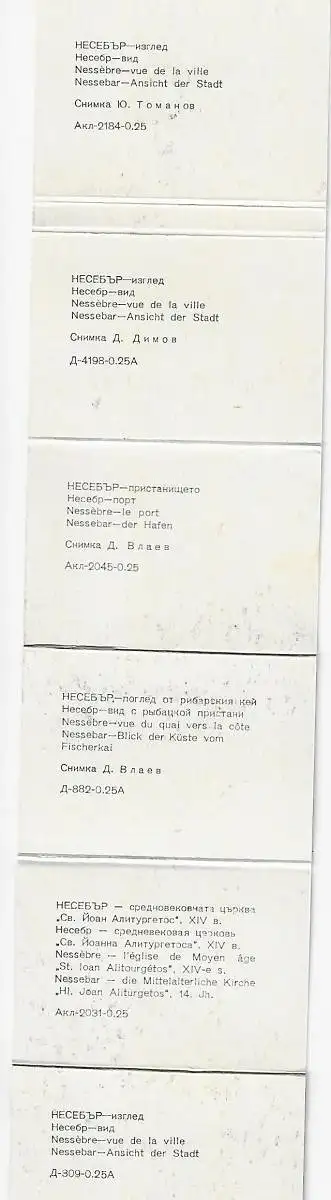 НЕСЕБЪР—изглед
Несебр—вид
Nessèbre—vue de la ville
Nessebar—Ansicht der Stadt
Снимка Ю. Томанов
Акл-2184-0.25
НЕСЕБЪР—изглед
Несебр—вид
Nessèbre—vue de la ville
Nessebar—Ansicht der Stadt
Снимка Д. Димов
Д-4198-0.25А
НЕСЕБЪР—пристанището
Несебр—порт
Nessèbre—le port
Nessebar—der Hafen
Снимка Д. Влаев
Акл-2045-0.25
НЕСЕБЪР—поглед от рибарския кей
Несебр—вид с рыбацкой пристани
Nessèbre—vue du quai vers la côte
Nessebar—Blick der Küste vom
Fischerkai
Снимка Д. Влаев
Д-882-0.25А
НЕСЕБЪР — средновековната църква
„Св. Йоан Алитургетос", XIV в.
Несебр — средневековая церковь
„Св. Йоанна Алитургетоса", XIV в.
Nessèbre — l'église de Moyen âge
„St. Ioan Alitourgétos", XIV-e s.
Nessebar — die Mittelalterliche Kirche
„Hl. Joan Aliturgetos", 14. Jh.
Акл-2031-0.25
НЕСЕБЪР—изглед
Несебр—вид
Nessèbre—vue de la ville
Nessebar—Ansicht der Stadt
Д-309-0.25А